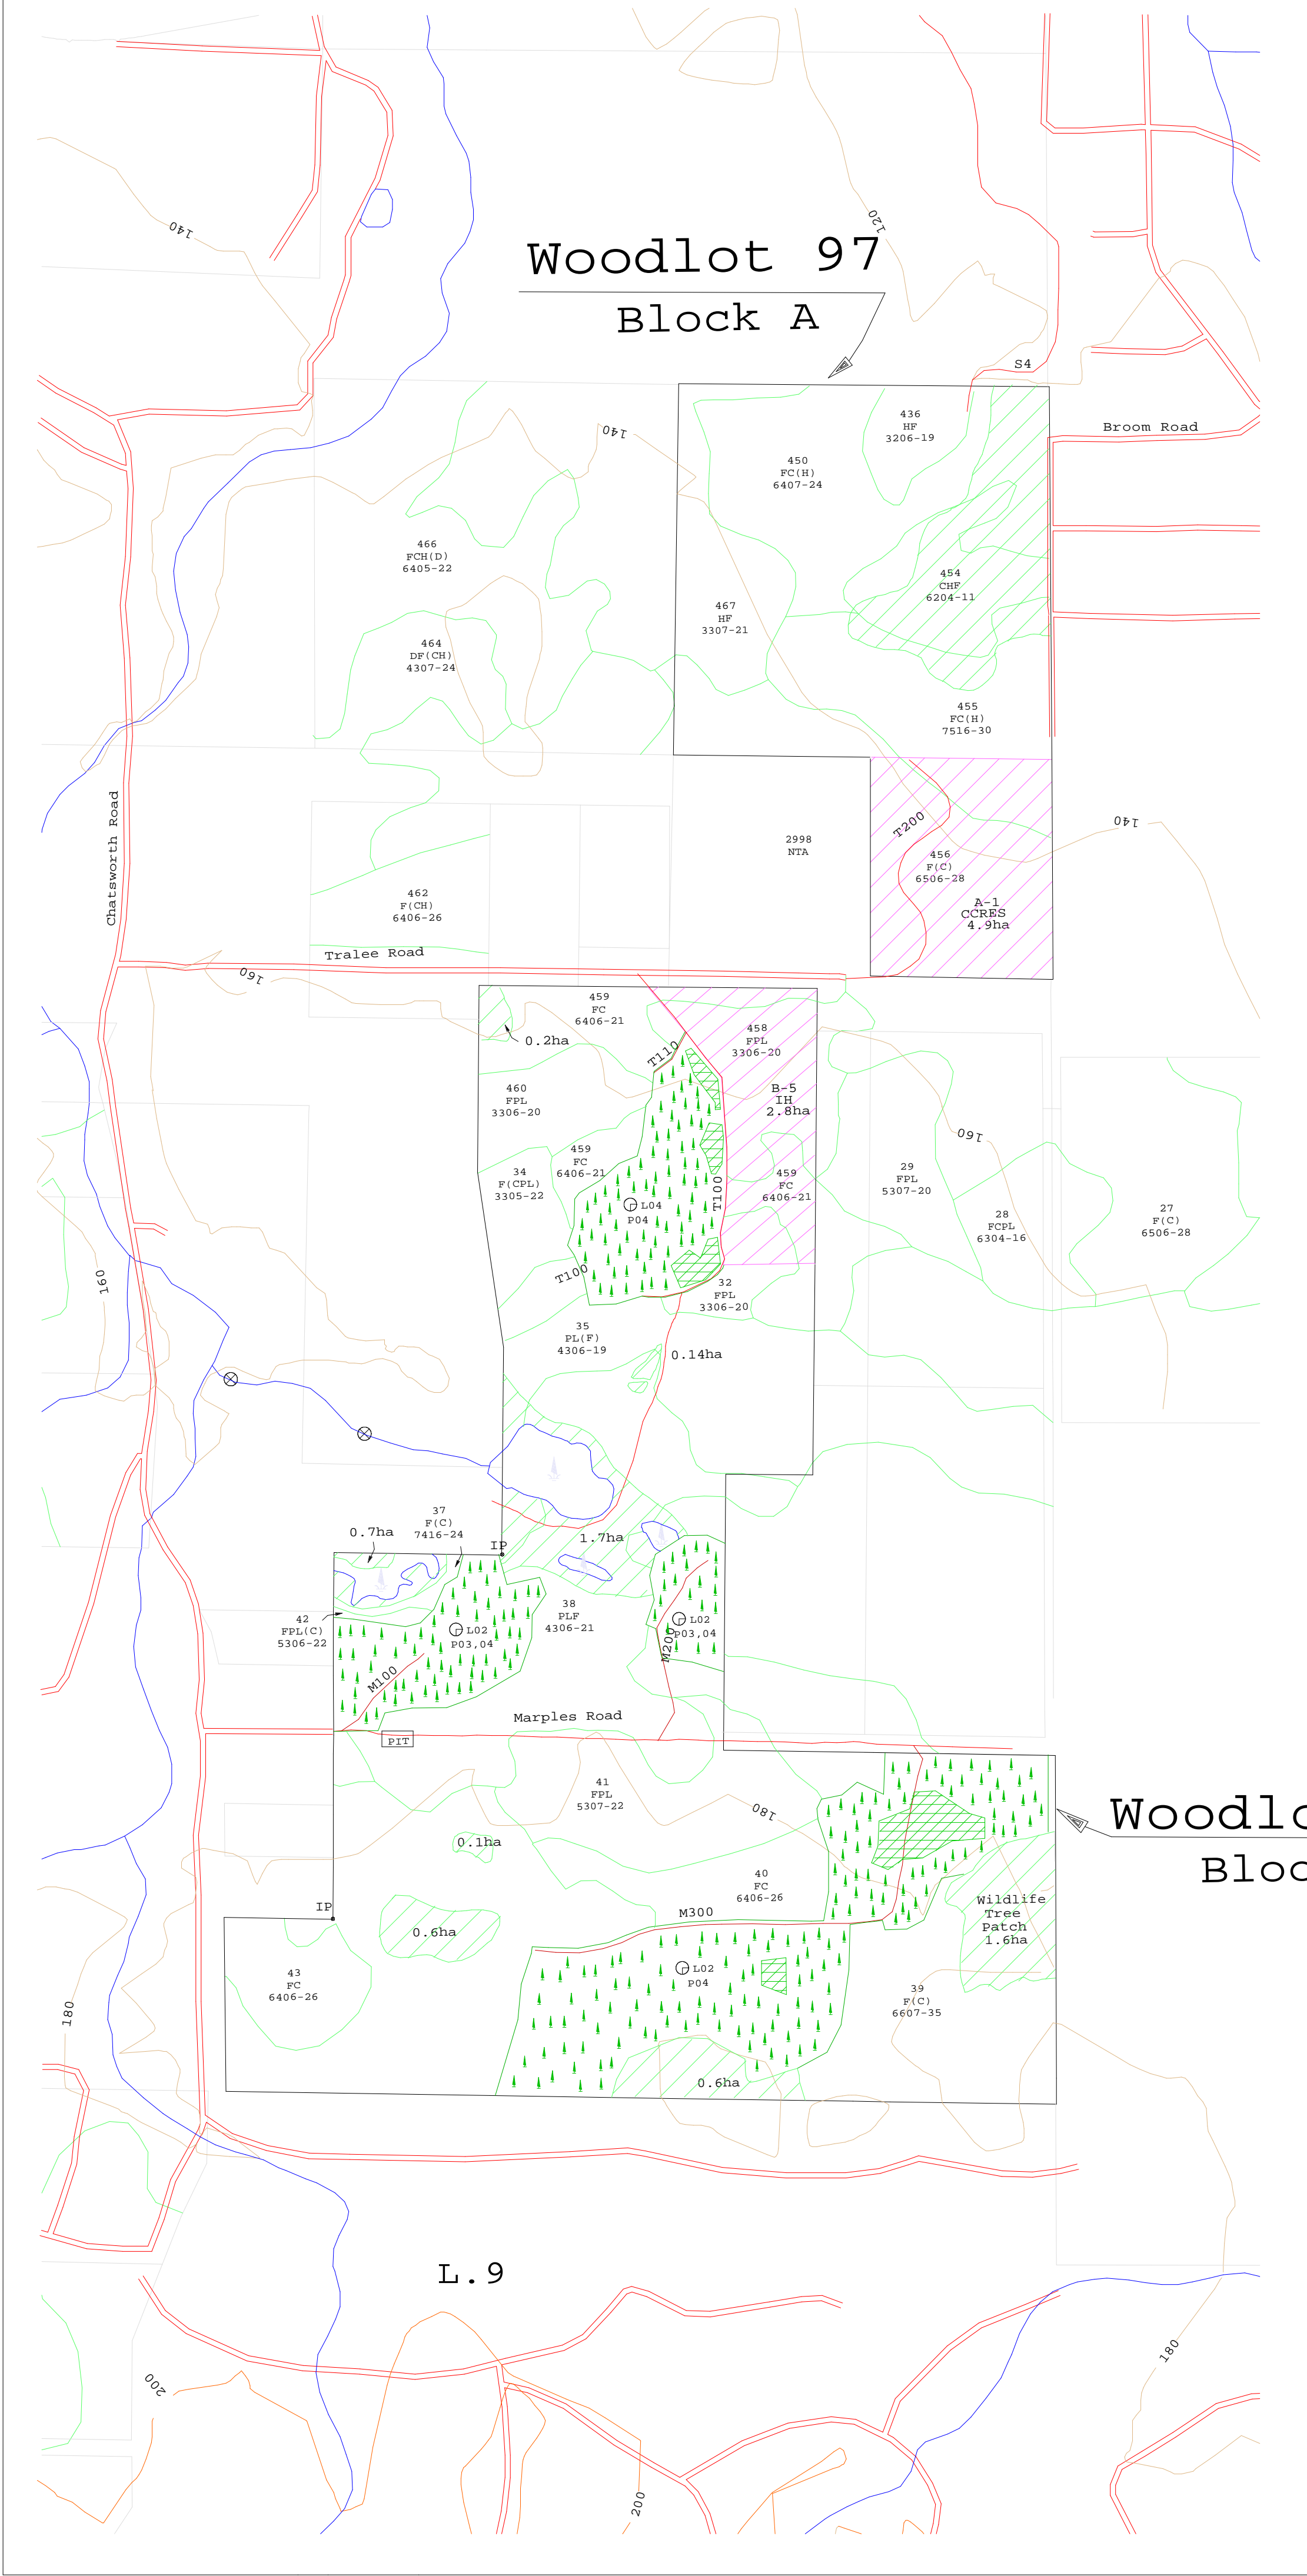 140
120
Woodlot 97
Block A
S4
436
HF
3206-19
Broom Road
140
450
FC(H)
6407-24
466
FCH(D)
6405-22
454
CHF
6204-11
467
HF
3307-21
464
DF(CH)
4307-24
455
FC(H)
7516-30
Chatsworth Road
T200
140
2998
NTA
456
F(C)
6506-28
462
F(CH)
6406-26
A-1
CCRES
4.9ha
Tralee Road
160
459
FC
6406-21
0.2ha
T110
458
FPL
3306-20
460
FPL
3306-20
B-5
IH
2.8ha
160
459
FC
6406-21
34
F(CPL)
3305-22
459
FC
6406-21
29
FPL
5307-20
T100
L04
P04
28
FCPL
6304-16
27
F(C)
6506-28
160
T100
32
FPL
3306-20
35
PL(F)
4306-19
0.14ha
37
F(C)
7416-24
0.7ha
IP
1.7ha
38
PLF
4306-21
42
FPL(C)
5306-22
L02
P03,04
L02
P03,04
M200
M100
Marples Road
PIT
41
FPL
5307-22
180
Woodlo
Bloc
0.1ha
40
FC
6406-26
Wildlife
Tree
Patch
1.6ha
IP
M300
0.6ha
L02
P04
43
FC
6406-26
39
F(C)
6607-35
180
0.6ha
L.9
180
200
200